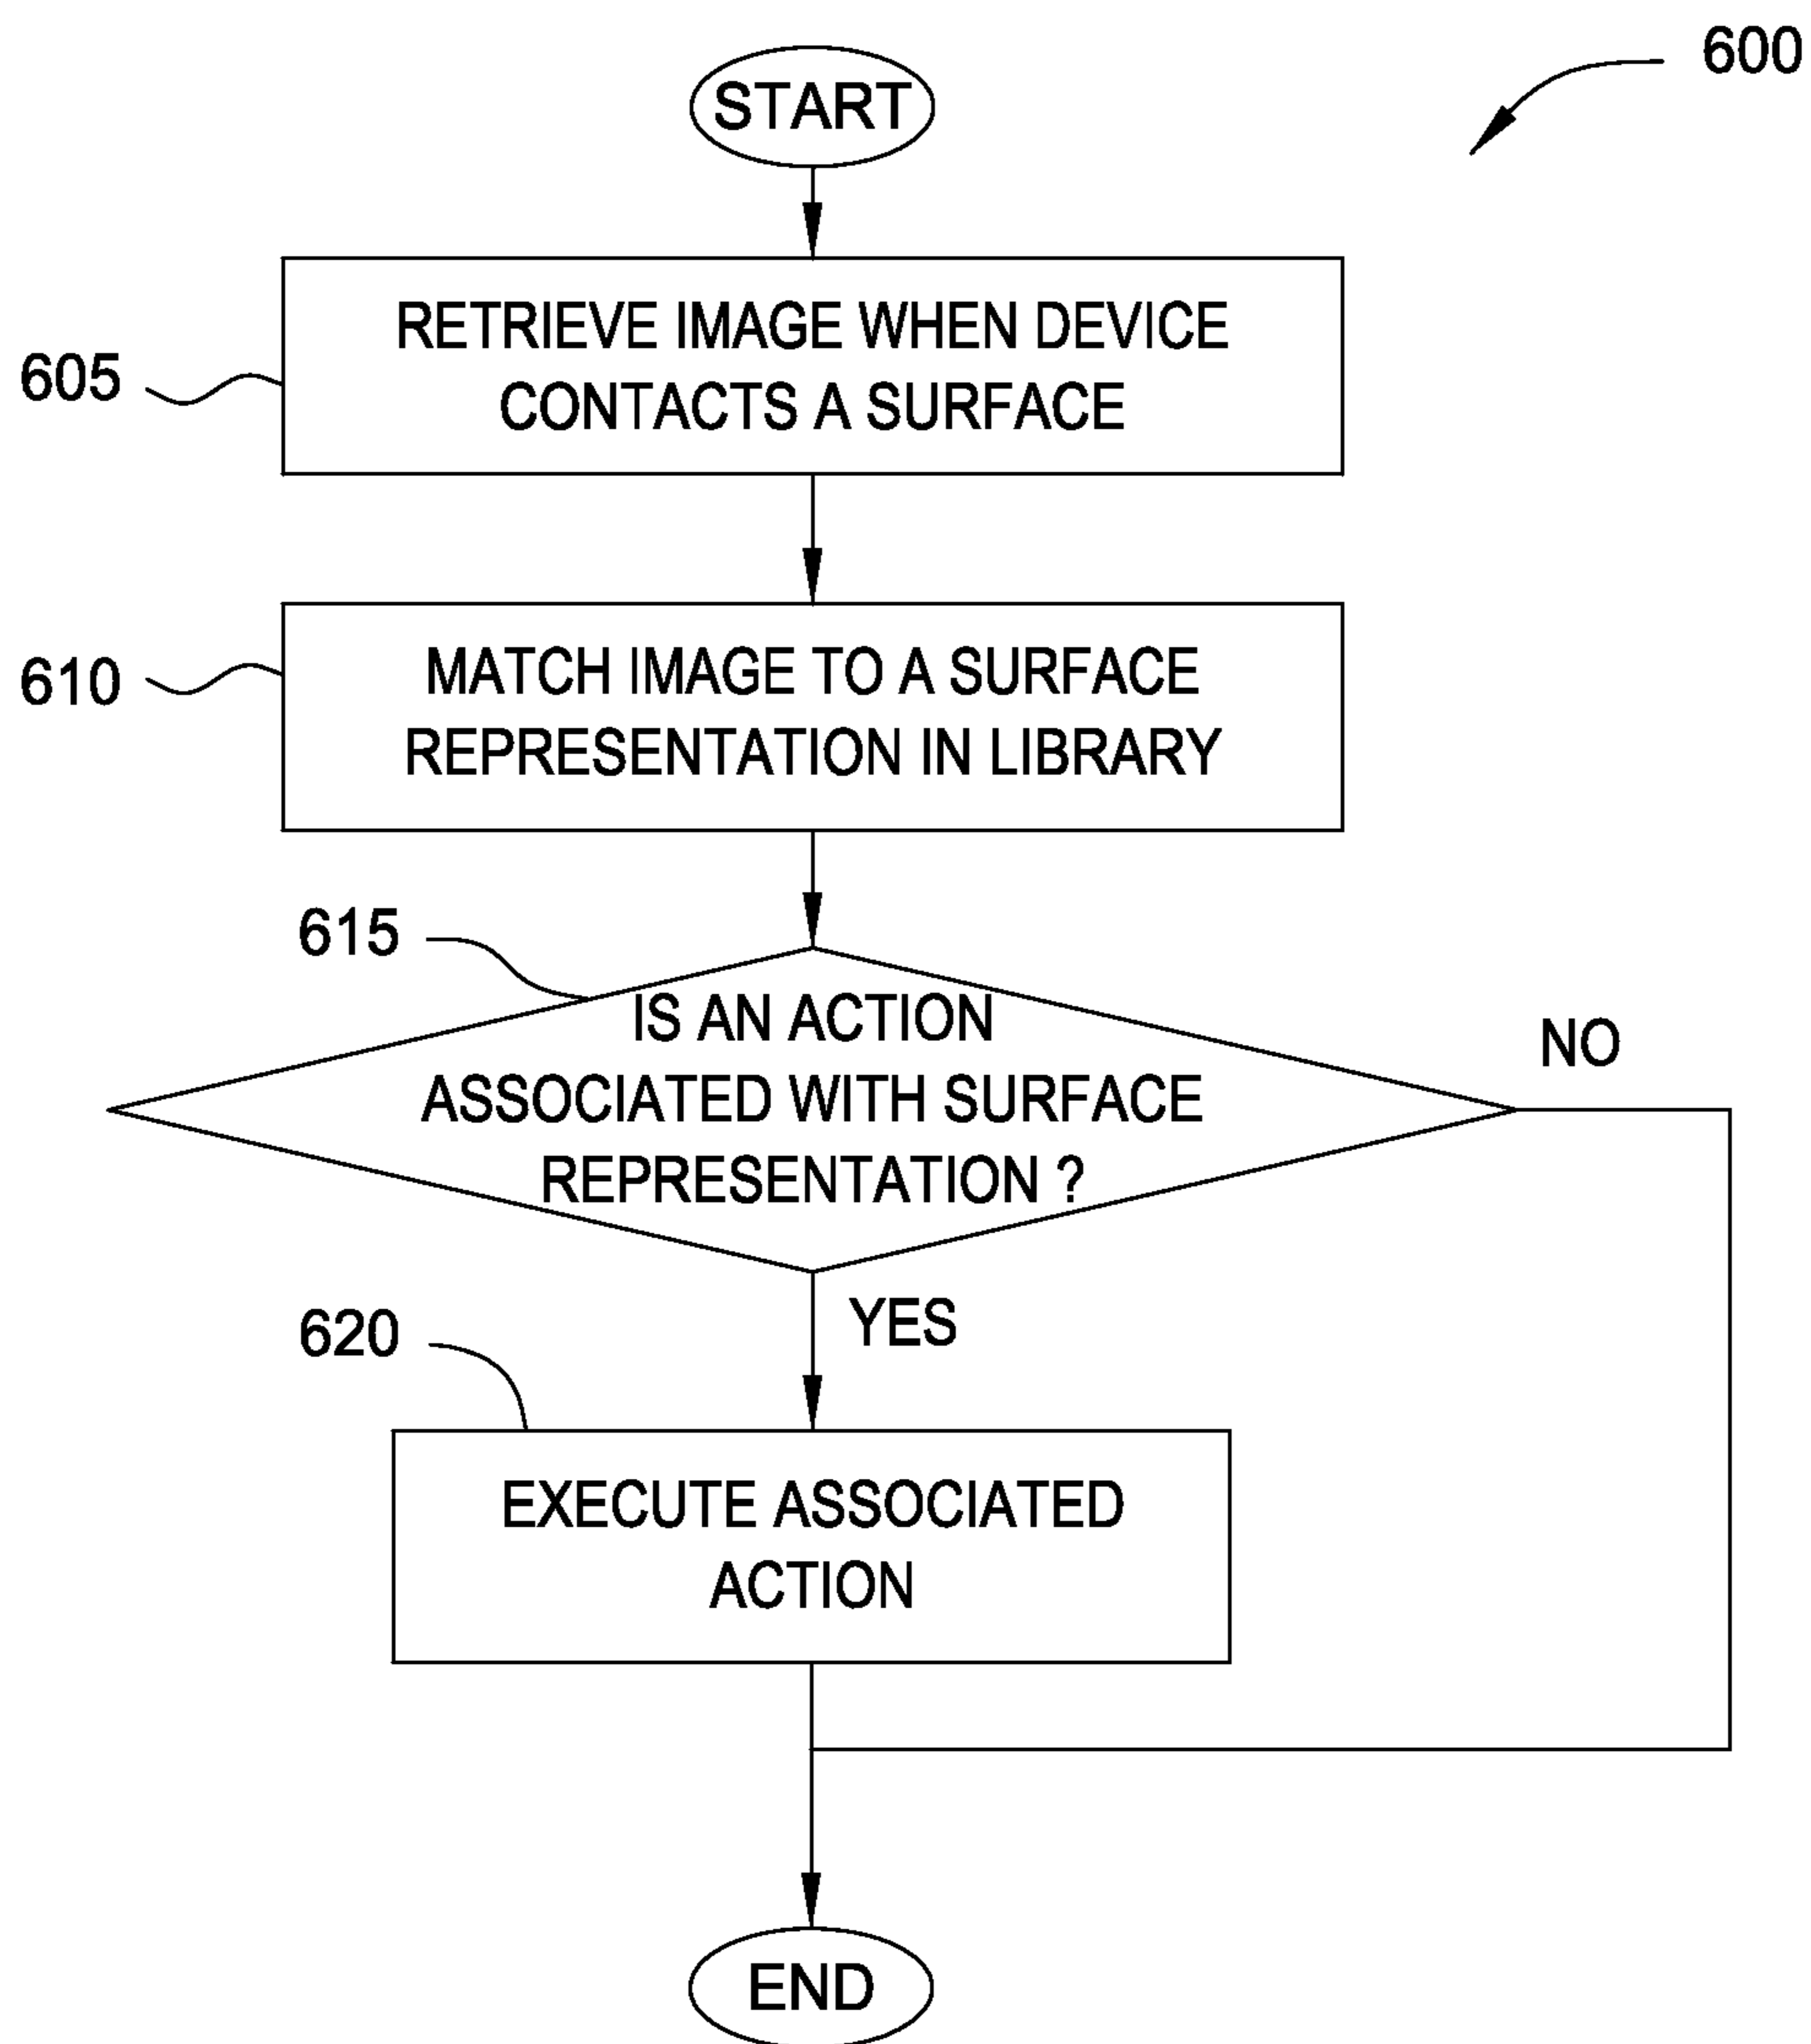 600
START
605
RETRIEVE IMAGE WHEN DEVICE
CONTACTS A SURFACE
610
MATCH IMAGE TO A SURFACE
REPRESENTATION IN LIBRARY
615
IS AN ACTION
ASSOCIATED WITH SURFACE
REPRESENTATION ?
NO
YES
620
EXECUTE ASSOCIATED
ACTION
END